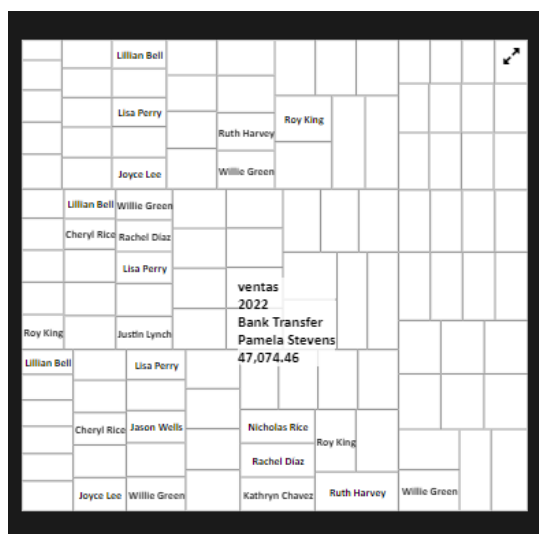 Lillian Bell
Lisa Perry
Roy King
Ruth Harvey
Joyce Lee
Willie Green
Lillian Bell
Willie Green
Cheryl Rice
Rachel Diaz
Lisa Perry
ventas
2022
Bank Transfer
Pamela Stevens
47,074.46
Roy King
Justin Lynch
Lillian Bell
Lisa Perry
Cheryl Rice
Jason Wells
Nicholas Rice
Roy King
Rachel Diaz
Joyce Lee
Willie Green
Kathryn Chavez
Ruth Harvey
Willie Green